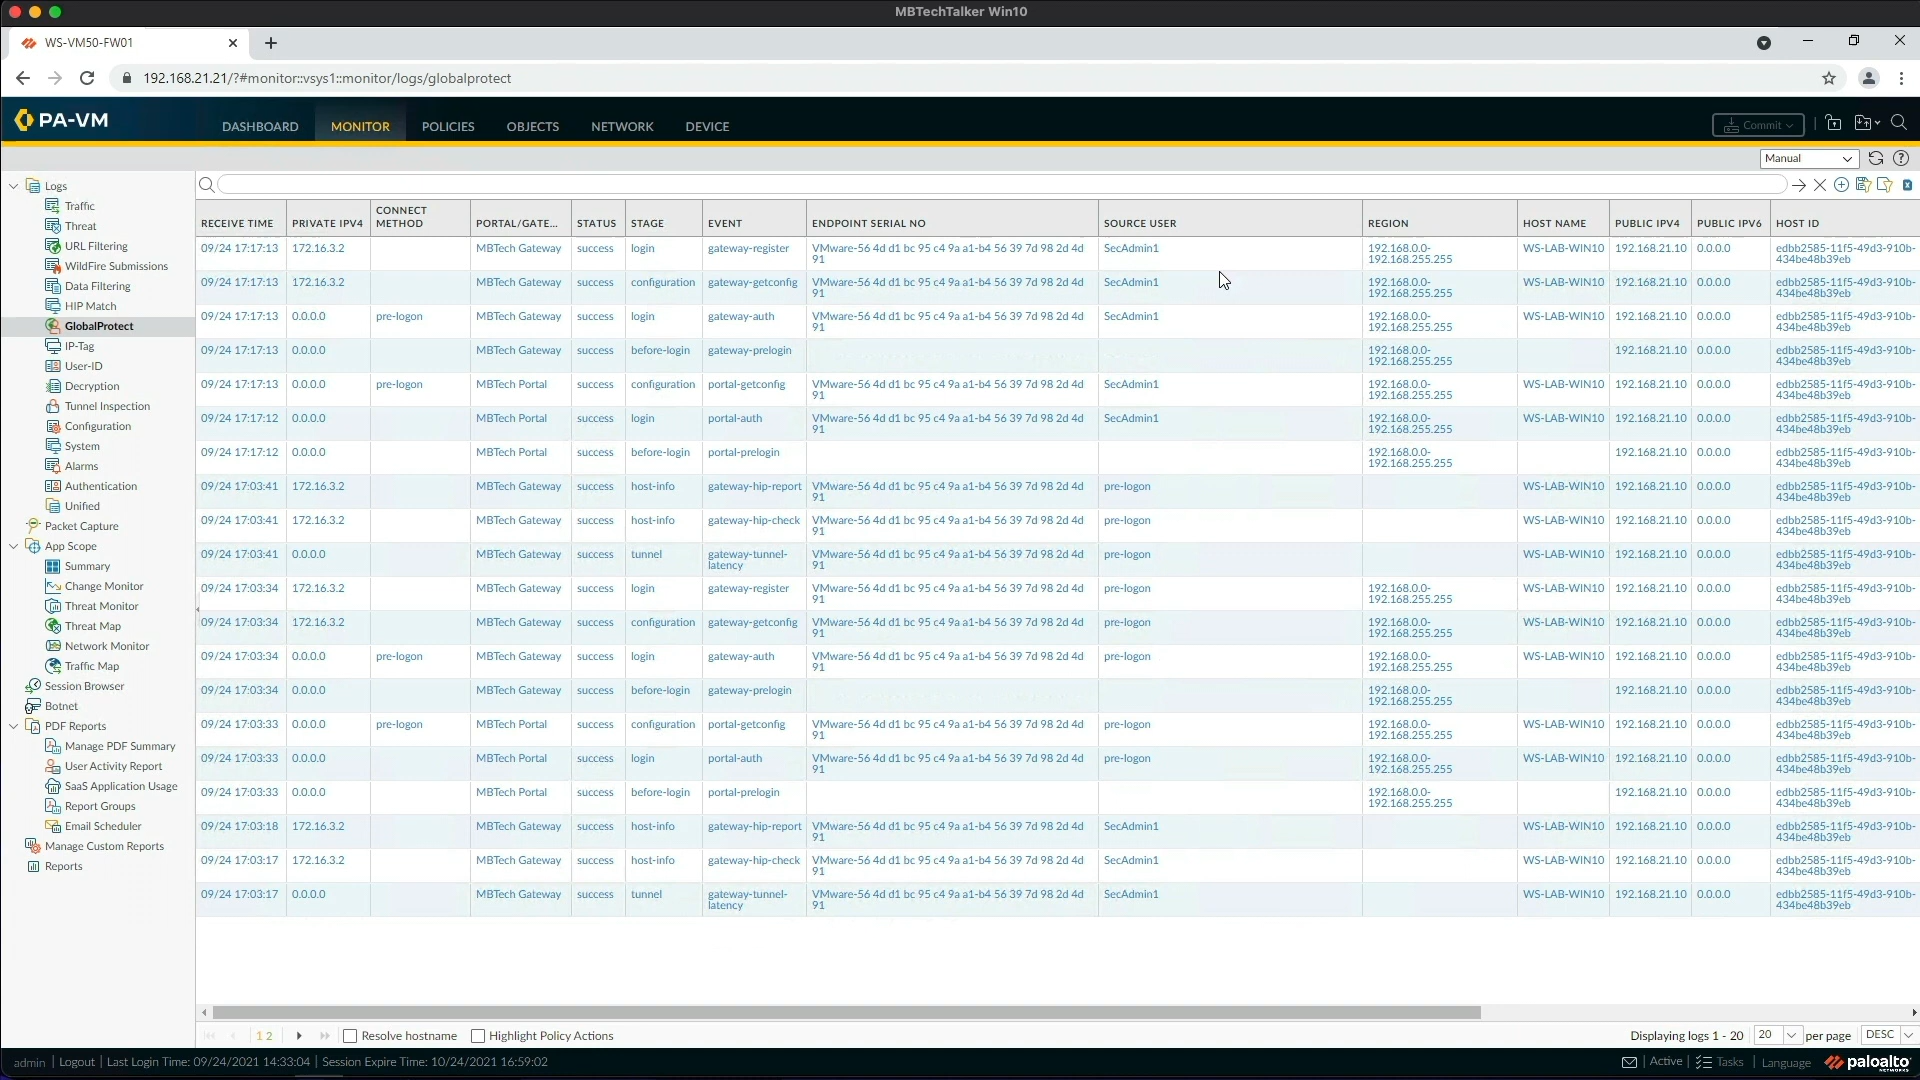 MBTechTalker Win10
WS-VM50-FW01
192.168.21.21/?#monitor::vsys1::monitor/logs/globalprotect
PA-VM
DASHBOARD MONITOR POLICIES OBJECTS NETWORK DEVICE
Commit
Manual
Logs
Traffic
Threat
URL Filtering
WildFire Submissions
Data Filtering
HIP Match
GlobalProtect
IP-Tag
User-ID
Decryption
Tunnel Inspection
Configuration
System
Alarms
Authentication
Unified
Packet Capture
App Scope
Summary
Change Monitor
Threat Monitor
Threat Map
Network Monitor
Traffic Map
Session Browser
Botnet
PDF Reports
Manage PDF Summary
User Activity Report
SaaS Application Usage
Report Groups
Email Scheduler
Manage Custom Reports
Reports
RECEIVE TIME PRIVATE IPV4 CONNECT METHOD PORTAL/GATE... STATUS STAGE EVENT ENDPOINT SERIAL NO SOURCE USER REGION HOST NAME PUBLIC IPV4 PUBLIC IPV6 HOST ID
09/24 17:17:13 172.16.3.2 MBTech Gateway success login gateway-register VMware-56 4d d1 bc 95 c4 9a a1-b4 56 39 7d 98 2d 4d 91 SecAdmin1 192.168.0.0-192.168.255.255 WS-LAB-WIN10 192.168.21.10 0.0.0.0 edbb2585-11f5-49d3-910b-434be48b39eb
09/24 17:17:13 172.16.3.2 MBTech Gateway success configuration gateway-getconfig VMware-56 4d d1 bc 95 c4 9a a1-b4 56 39 7d 98 2d 4d 91 SecAdmin1 192.168.0.0-192.168.255.255 WS-LAB-WIN10 192.168.21.10 0.0.0.0 edbb2585-11f5-49d3-910b-434be48b39eb
09/24 17:17:13 0.0.0.0 pre-logon MBTech Gateway success login gateway-auth VMware-56 4d d1 bc 95 c4 9a a1-b4 56 39 7d 98 2d 4d 91 SecAdmin1 192.168.0.0-192.168.255.255 WS-LAB-WIN10 192.168.21.10 0.0.0.0 edbb2585-11f5-49d3-910b-434be48b39eb
09/24 17:17:13 0.0.0.0 MBTech Gateway success before-login gateway-prelogin 192.168.0.0-192.168.255.255 192.168.21.10 0.0.0.0 edbb2585-11f5-49d3-910b-434be48b39eb
09/24 17:17:13 0.0.0.0 pre-logon MBTech Portal success configuration portal-getconfig VMware-56 4d d1 bc 95 c4 9a a1-b4 56 39 7d 98 2d 4d 91 SecAdmin1 192.168.0.0-192.168.255.255 WS-LAB-WIN10 192.168.21.10 0.0.0.0 edbb2585-11f5-49d3-910b-434be48b39eb
09/24 17:17:12 0.0.0.0 MBTech Portal success login portal-auth VMware-56 4d d1 bc 95 c4 9a a1-b4 56 39 7d 98 2d 4d 91 SecAdmin1 192.168.0.0-192.168.255.255 WS-LAB-WIN10 192.168.21.10 0.0.0.0 edbb2585-11f5-49d3-910b-434be48b39eb
09/24 17:17:12 0.0.0.0 MBTech Portal success before-login portal-prelogin 192.168.0.0-192.168.255.255 192.168.21.10 0.0.0.0 edbb2585-11f5-49d3-910b-434be48b39eb
09/24 17:03:41 172.16.3.2 MBTech Gateway success host-info gateway-hip-report VMware-56 4d d1 bc 95 c4 9a a1-b4 56 39 7d 98 2d 4d 91 pre-logon WS-LAB-WIN10 192.168.21.10 0.0.0.0 edbb2585-11f5-49d3-910b-434be48b39eb
09/24 17:03:41 172.16.3.2 MBTech Gateway success host-info gateway-hip-check VMware-56 4d d1 bc 95 c4 9a a1-b4 56 39 7d 98 2d 4d 91 pre-logon WS-LAB-WIN10 192.168.21.10 0.0.0.0 edbb2585-11f5-49d3-910b-434be48b39eb
09/24 17:03:41 0.0.0.0 MBTech Gateway success tunnel gateway-tunnel-latency VMware-56 4d d1 bc 95 c4 9a a1-b4 56 39 7d 98 2d 4d 91 pre-logon WS-LAB-WIN10 192.168.21.10 0.0.0.0 edbb2585-11f5-49d3-910b-434be48b39eb
09/24 17:03:34 172.16.3.2 MBTech Gateway success login gateway-register VMware-56 4d d1 bc 95 c4 9a a1-b4 56 39 7d 98 2d 4d 91 pre-logon 192.168.0.0-192.168.255.255 WS-LAB-WIN10 192.168.21.10 0.0.0.0 edbb2585-11f5-49d3-910b-434be48b39eb
09/24 17:03:34 172.16.3.2 MBTech Gateway success configuration gateway-getconfig VMware-56 4d d1 bc 95 c4 9a a1-b4 56 39 7d 98 2d 4d 91 pre-logon 192.168.0.0-192.168.255.255 WS-LAB-WIN10 192.168.21.10 0.0.0.0 edbb2585-11f5-49d3-910b-434be48b39eb
09/24 17:03:34 0.0.0.0 pre-logon MBTech Gateway success login gateway-auth VMware-56 4d d1 bc 95 c4 9a a1-b4 56 39 7d 98 2d 4d 91 pre-logon 192.168.0.0-192.168.255.255 WS-LAB-WIN10 192.168.21.10 0.0.0.0 edbb2585-11f5-49d3-910b-434be48b39eb
09/24 17:03:34 0.0.0.0 MBTech Gateway success before-login gateway-prelogin 192.168.0.0-192.168.255.255 192.168.21.10 0.0.0.0 edbb2585-11f5-49d3-910b-434be48b39eb
09/24 17:03:33 0.0.0.0 pre-logon MBTech Portal success configuration portal-getconfig VMware-56 4d d1 bc 95 c4 9a a1-b4 56 39 7d 98 2d 4d 91 pre-logon 192.168.0.0-192.168.255.255 WS-LAB-WIN10 192.168.21.10 0.0.0.0 edbb2585-11f5-49d3-910b-434be48b39eb
09/24 17:03:33 0.0.0.0 MBTech Portal success login portal-auth VMware-56 4d d1 bc 95 c4 9a a1-b4 56 39 7d 98 2d 4d 91 pre-logon 192.168.0.0-192.168.255.255 WS-LAB-WIN10 192.168.21.10 0.0.0.0 edbb2585-11f5-49d3-910b-434be48b39eb
09/24 17:03:33 0.0.0.0 MBTech Portal success before-login portal-prelogin 192.168.0.0-192.168.255.255 192.168.21.10 0.0.0.0 edbb2585-11f5-49d3-910b-434be48b39eb
09/24 17:03:18 172.16.3.2 MBTech Gateway success host-info gateway-hip-report VMware-56 4d d1 bc 95 c4 9a a1-b4 56 39 7d 98 2d 4d 91 SecAdmin1 WS-LAB-WIN10 192.168.21.10 0.0.0.0 edbb2585-11f5-49d3-910b-434be48b39eb
09/24 17:03:17 172.16.3.2 MBTech Gateway success host-info gateway-hip-check VMware-56 4d d1 bc 95 c4 9a a1-b4 56 39 7d 98 2d 4d 91 SecAdmin1 WS-LAB-WIN10 192.168.21.10 0.0.0.0 edbb2585-11f5-49d3-910b-434be48b39eb
09/24 17:03:17 0.0.0.0 MBTech Gateway success tunnel gateway-tunnel-latency VMware-56 4d d1 bc 95 c4 9a a1-b4 56 39 7d 98 2d 4d 91 SecAdmin1 WS-LAB-WIN10 192.168.21.10 0.0.0.0 edbb2585-11f5-49d3-910b-434be48b39eb
1 2 Resolve hostname Highlight Policy Actions Displaying logs 1 - 20 20 per page DESC
admin | Logout | Last Login Time: 09/24/2021 14:33:04 | Session Expire Time: 10/24/2021 16:59:02 | Active | Tasks | Language paloalto NETWORKS